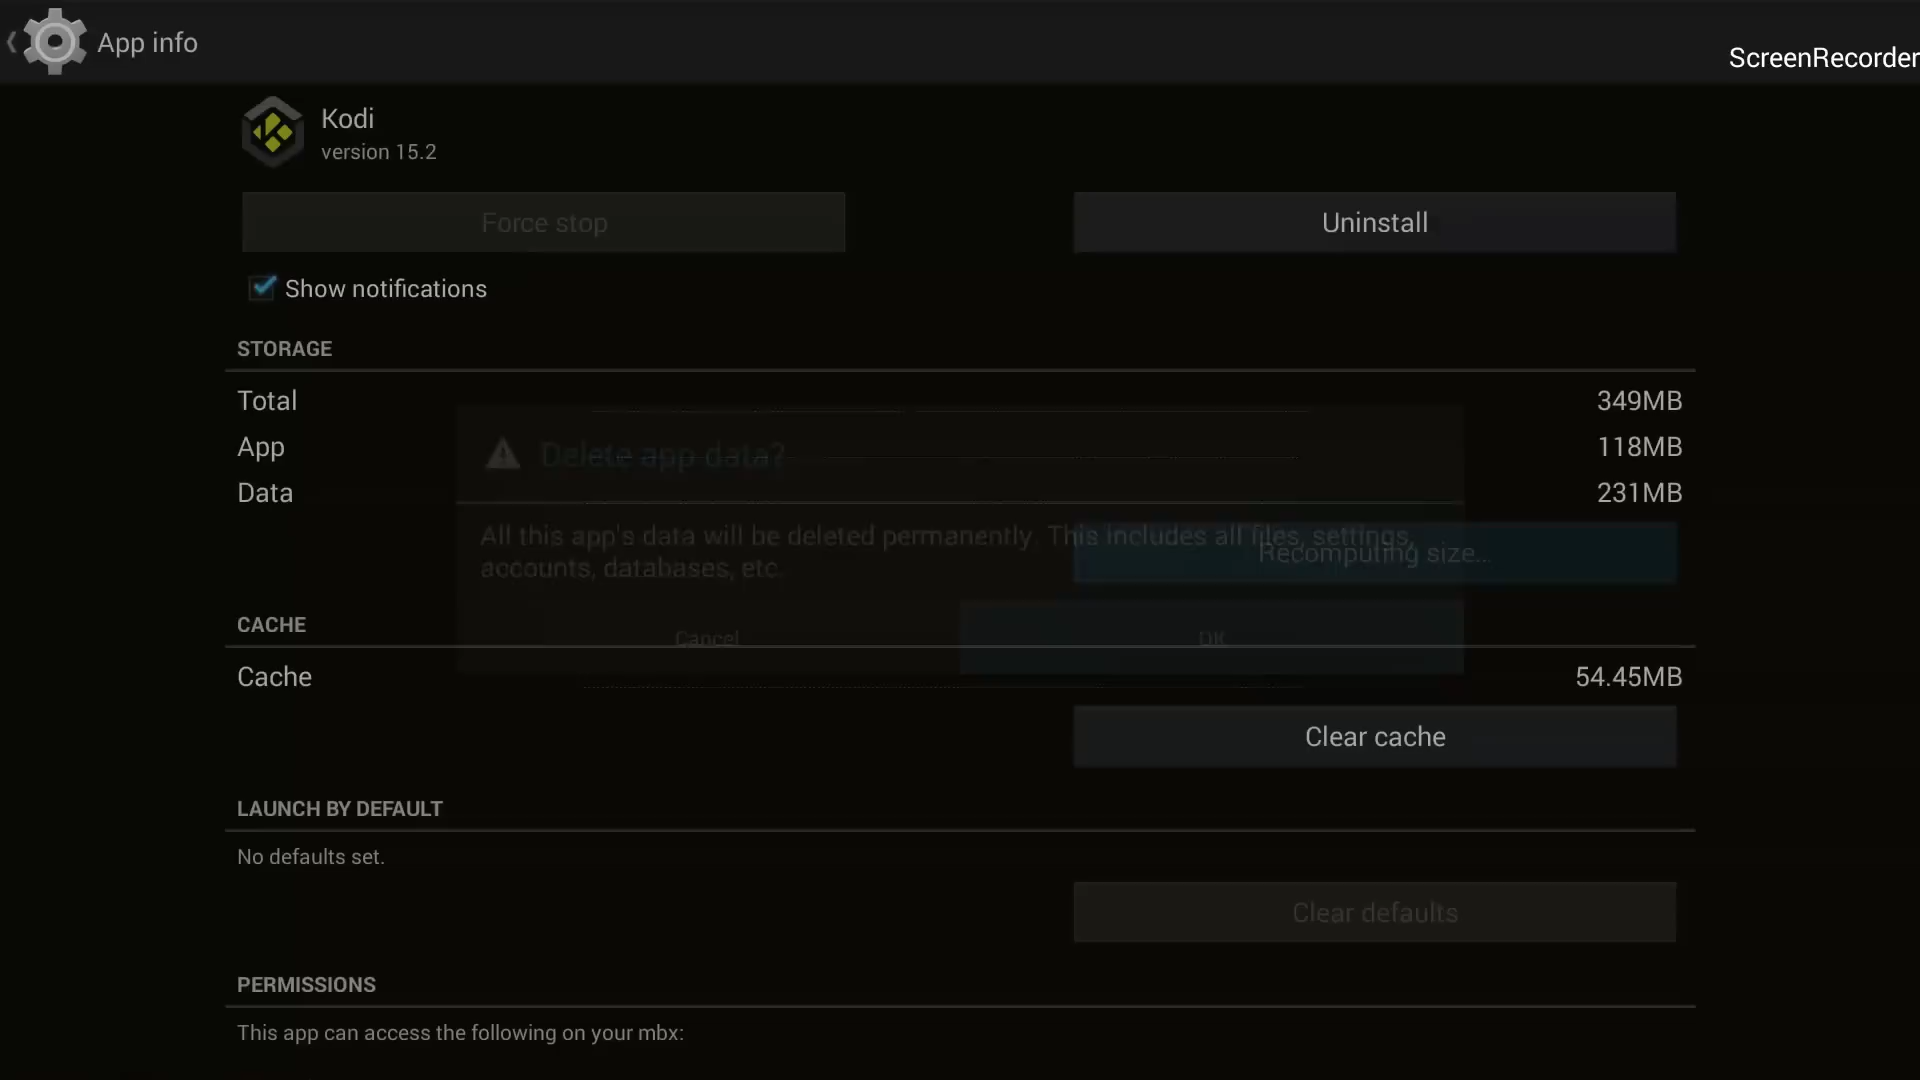 App info
ScreenRecorder
Kodi
version 15.2
Force stop
Uninstall
Show notifications
STORAGE
Total
349MB
App
118MB
Delete app data?
Data
231MB
All this app's data will be deleted permanently. This includes all files, settings,
accounts, databases, etc.
Recomputing size...
CACHE
Cancel
OK
Cache
54.45MB
Clear cache
LAUNCH BY DEFAULT
No defaults set.
Clear defaults
PERMISSIONS
This app can access the following on your mbx: